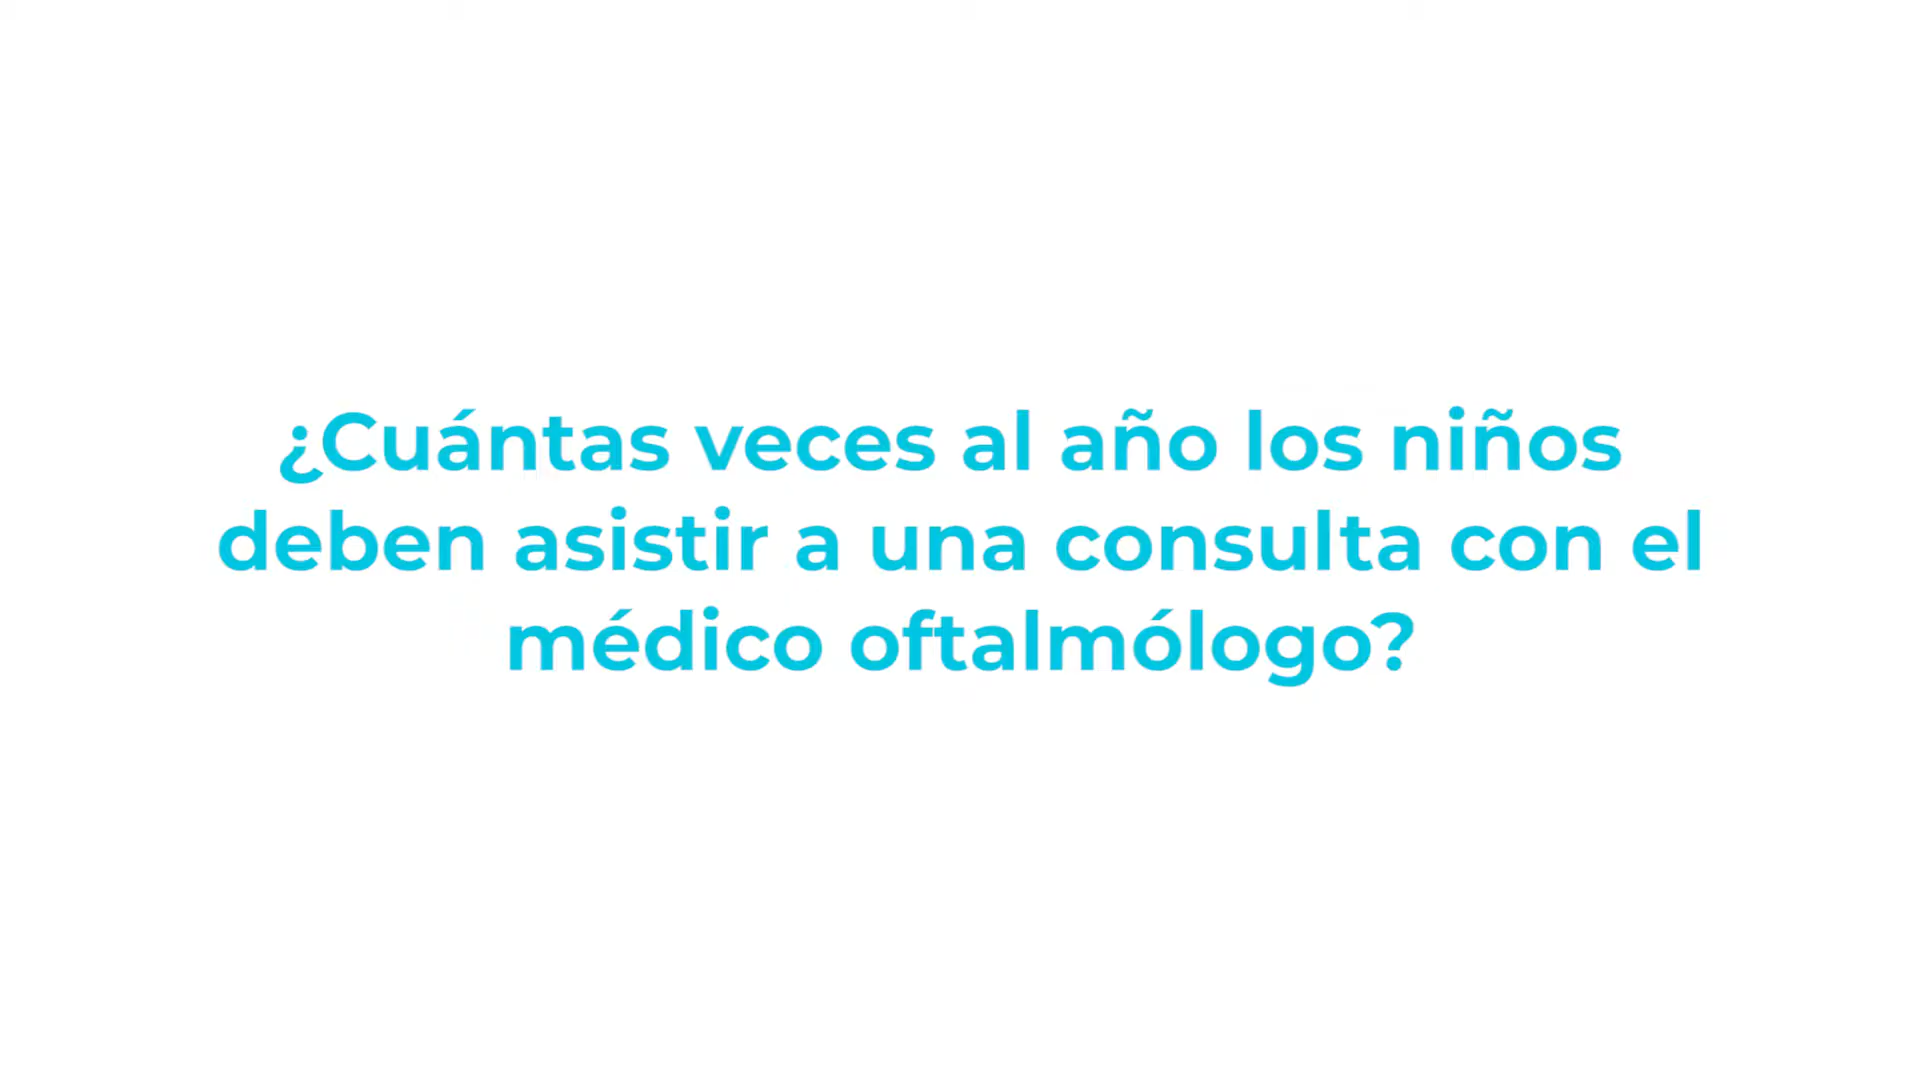 ¿Cuántas veces al año los niños
deben asistir a una consulta con el
médico oftalmólogo?